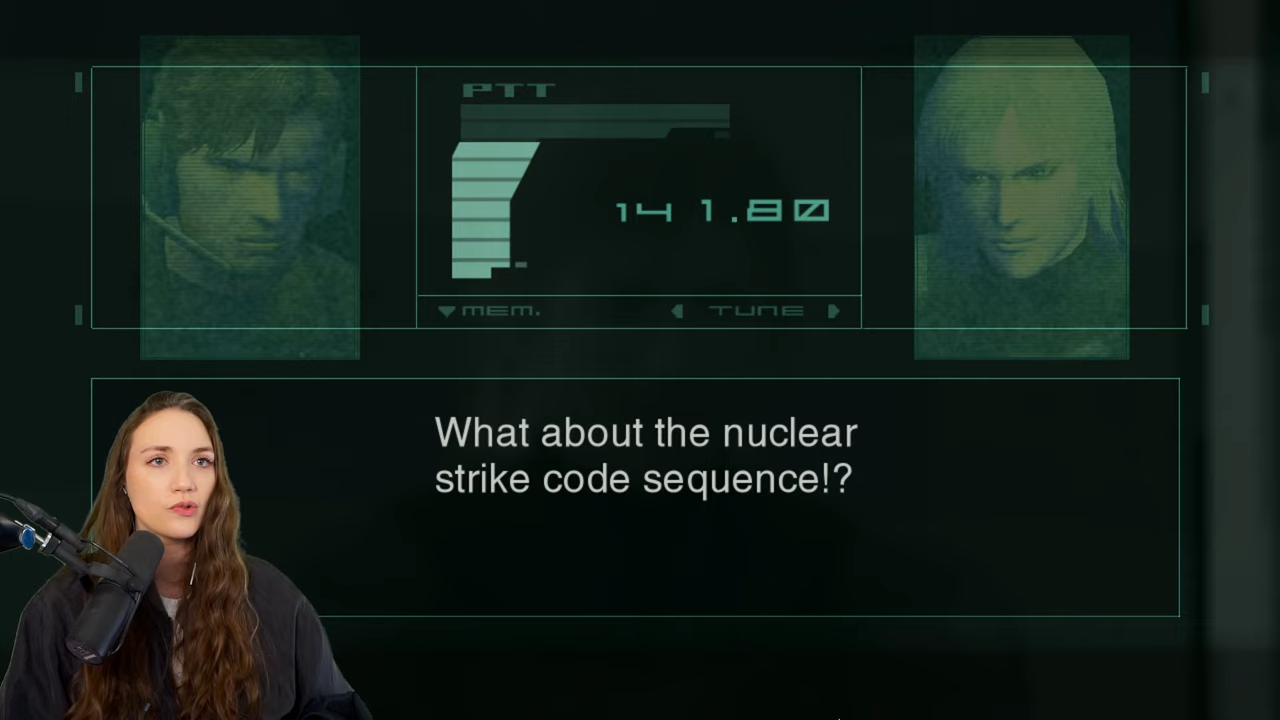 PTT
141.80
MEM.
TUNE
What about the nuclear
strike code sequence!?